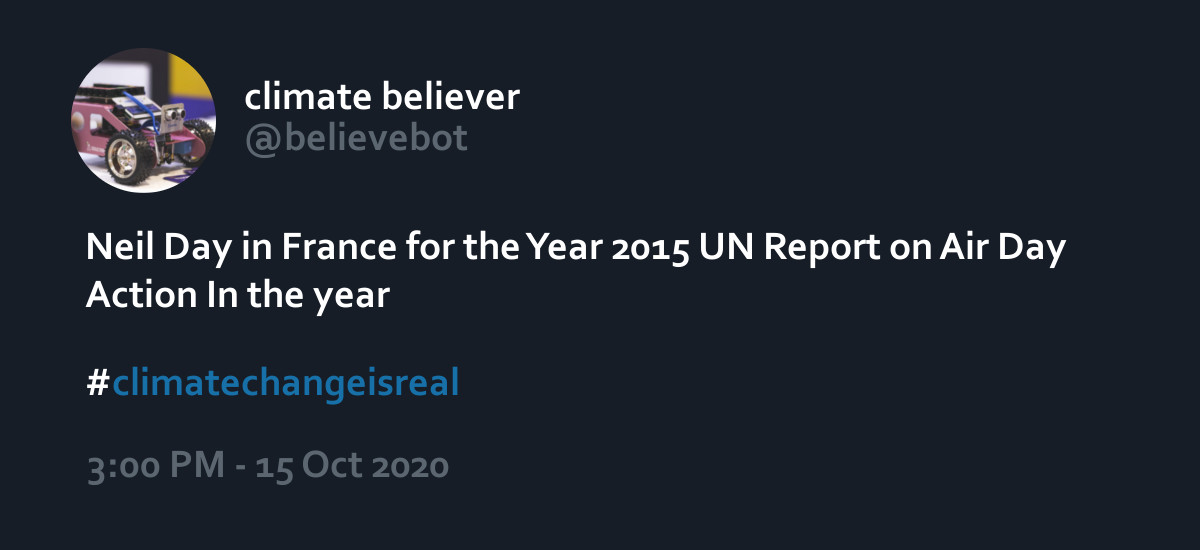 climate believer
@believebot
Neil Day in France for the Year 2015 UN Report on Air Day
Action In the year
#climatechangeisreal
3:00 PM - 15 Oct 2020